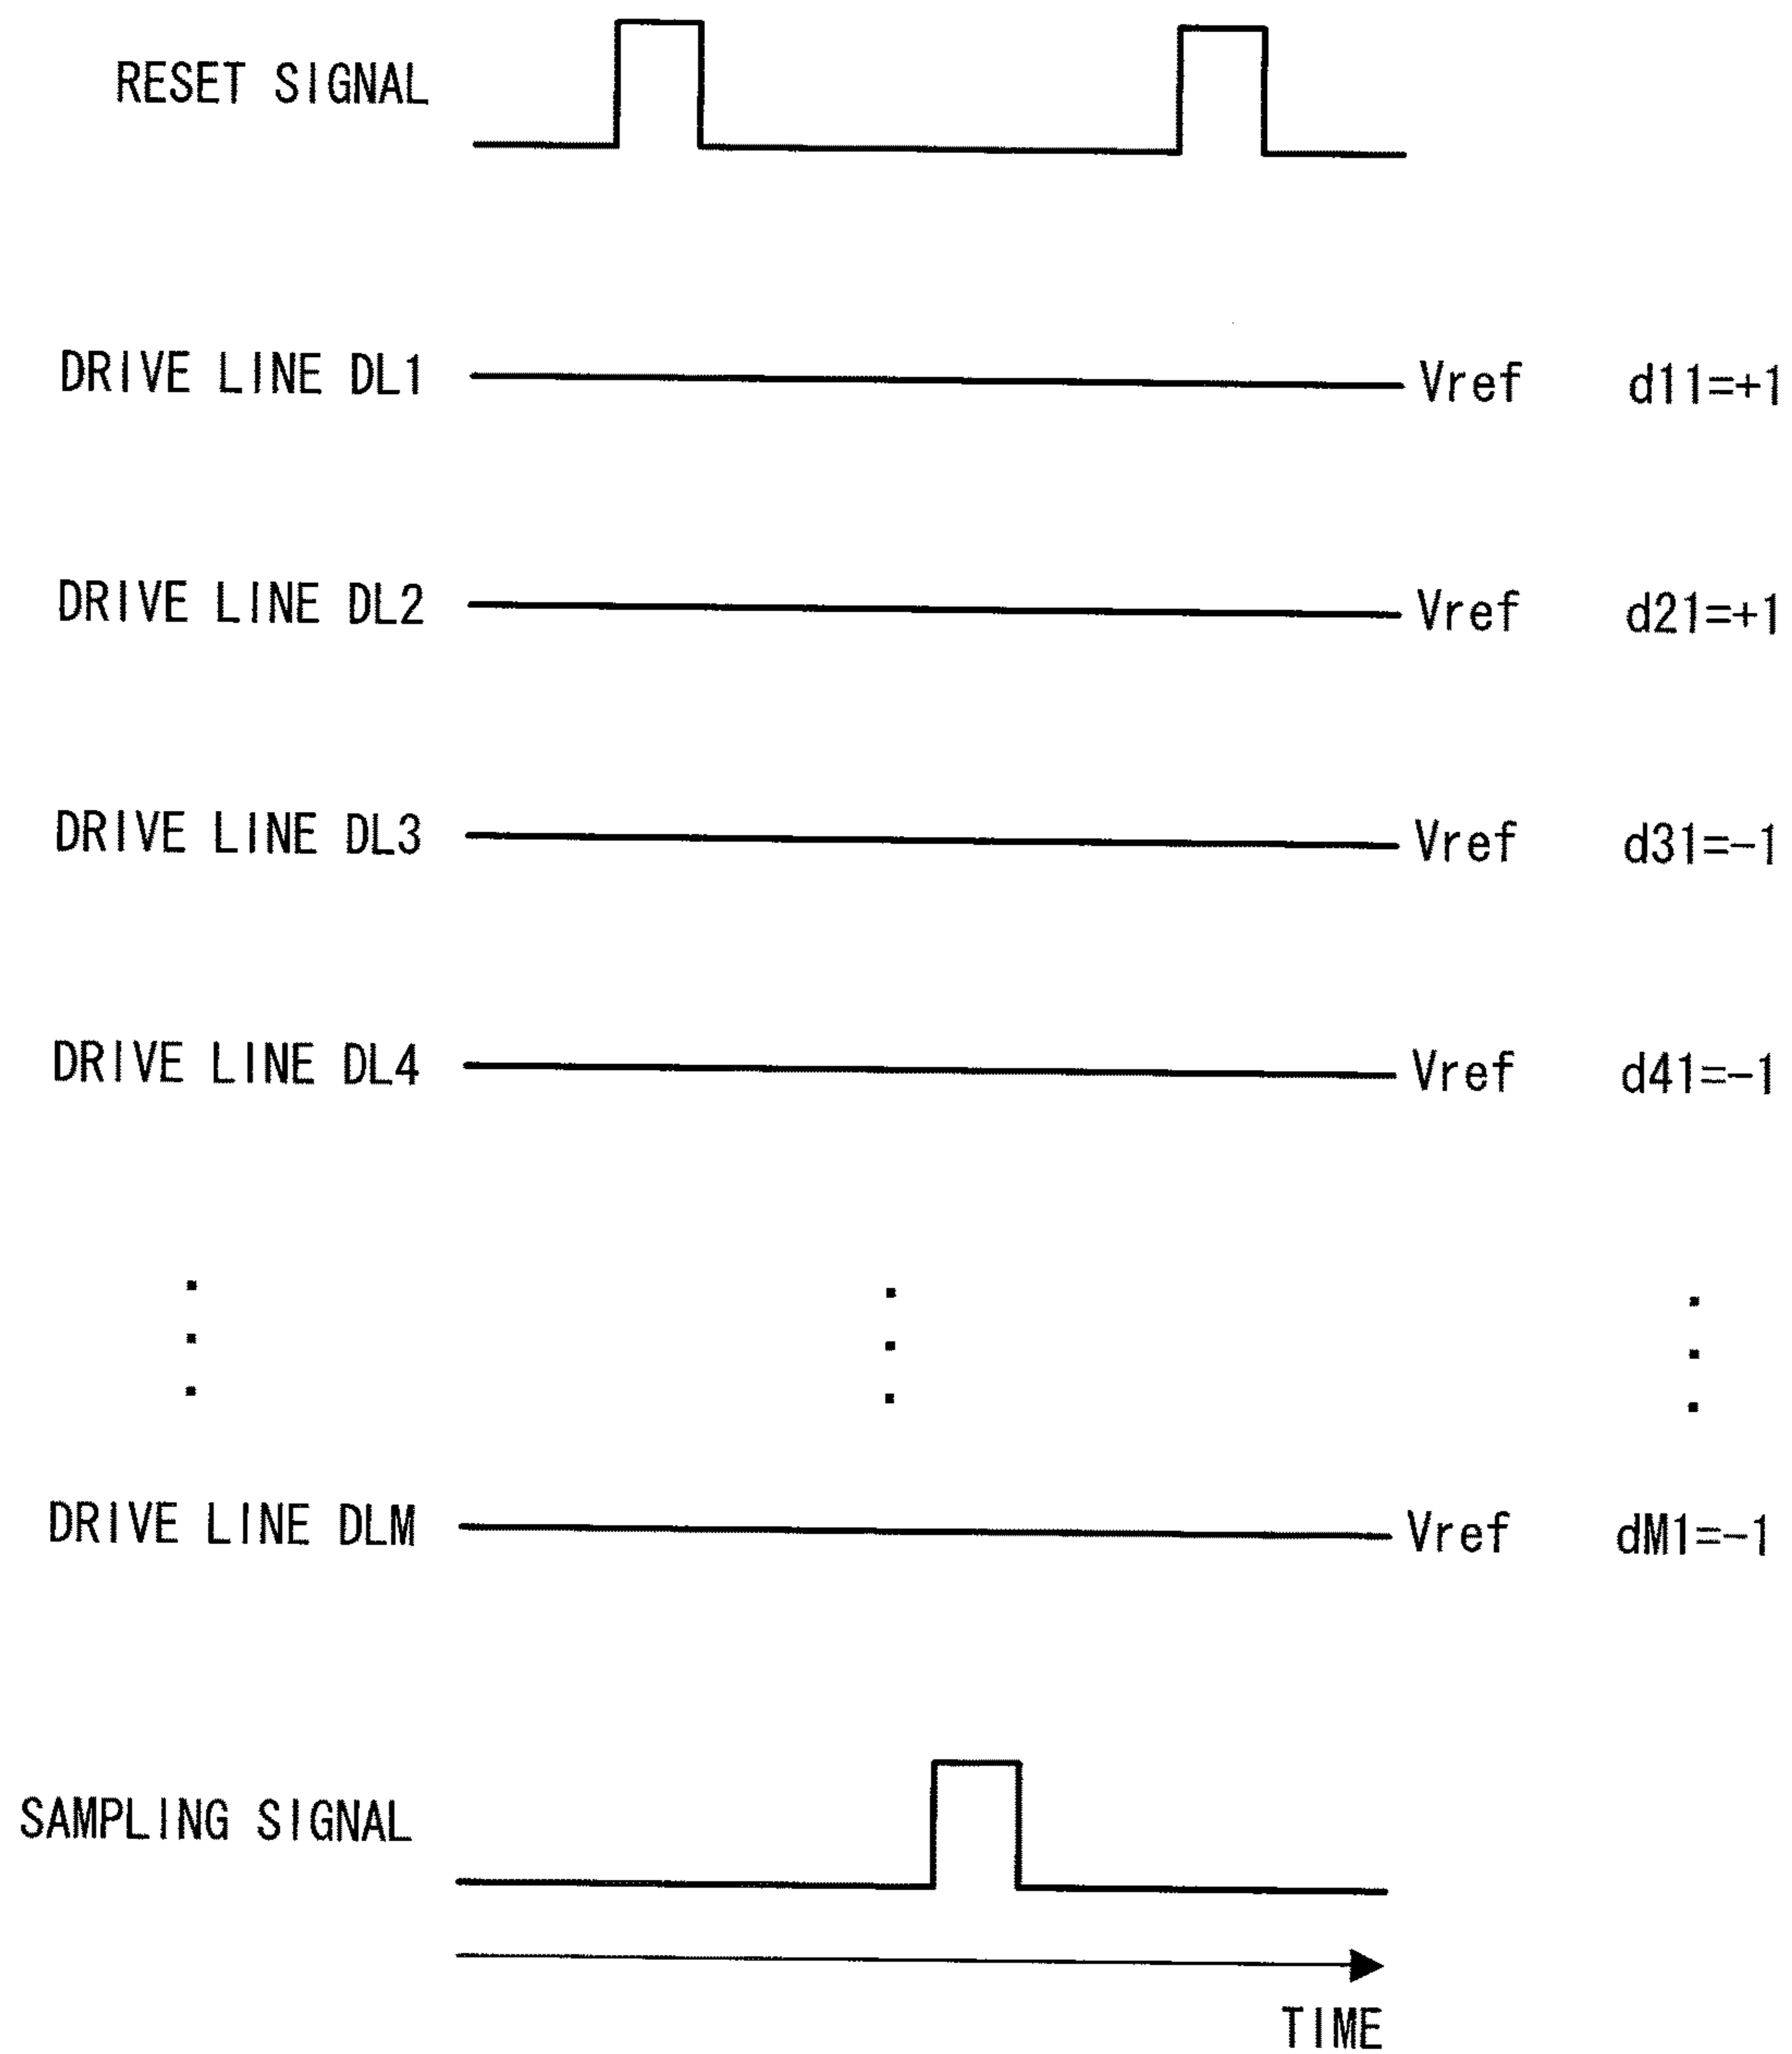 RESET SIGNAL
DRIVE LINE DL1 Vref d11=+1
DRIVE LINE DL2 Vref d21=+1
DRIVE LINE DL3 Vref d31=-1
DRIVE LINE DL4 Vref d41=-1
DRIVE LINE DLM Vref dM1=-1
SAMPLING SIGNAL
TIME